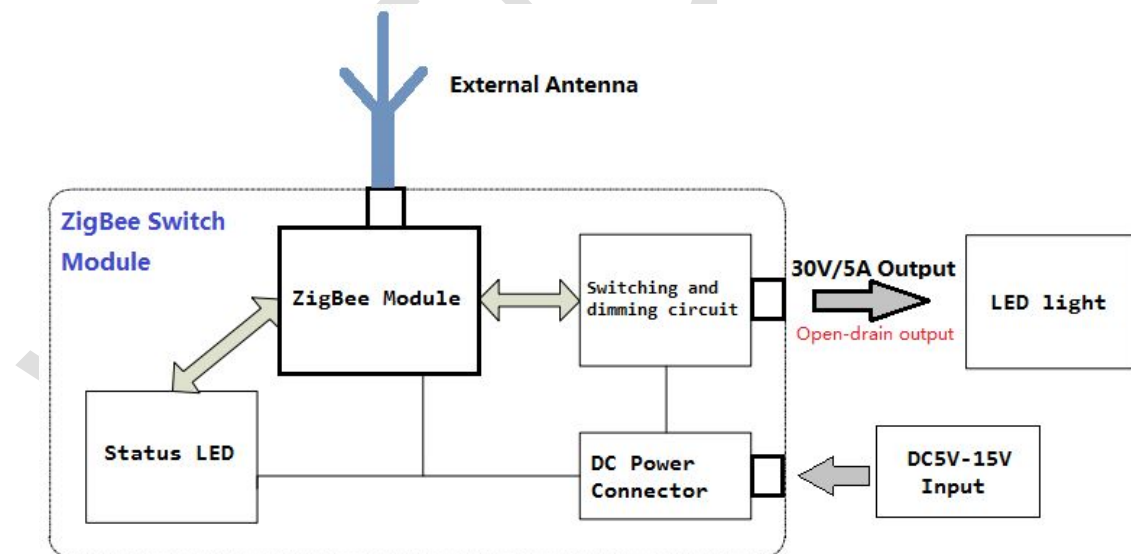 External Antenna
ZigBee Switch
Module
ZigBee Module
Switching and
dimming circuit
30V/5A Output
Open-drain output
LED light
Status LED
DC Power
Connector
DC5V-15V
Input